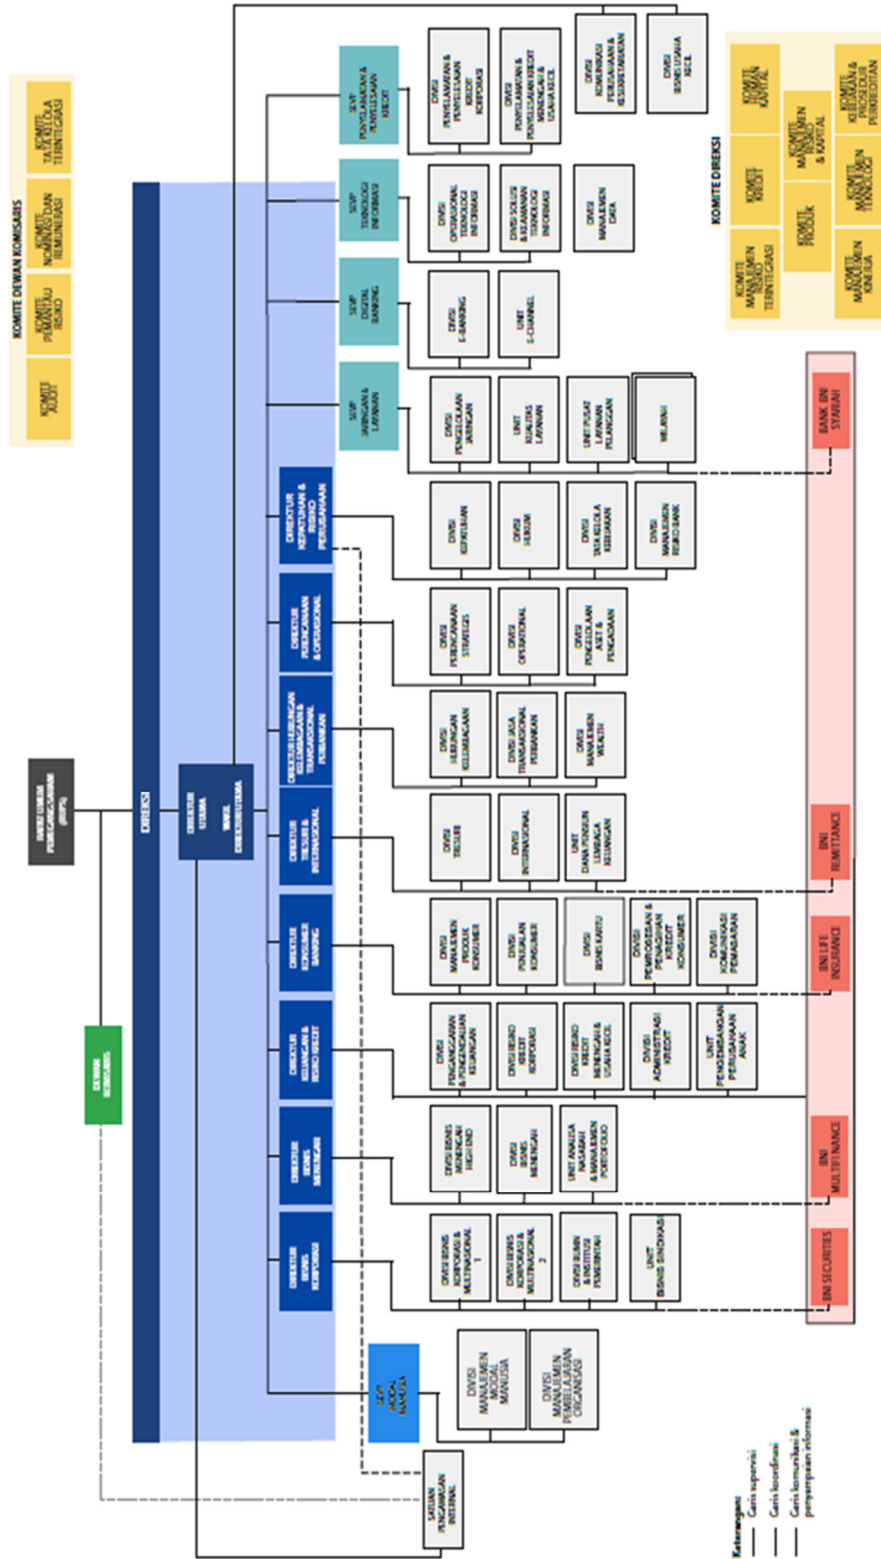 KOMITE DEWAN KOMISARIS
KOMITE
AUDIT
KOMITE
PEMANTAU
RISIKO
KOMITE
NOMINASI DAN
REMUNERASI
KOMITE
TATA KELOLA
TERINTEGRASI
RAPAT UMUM
PEMEGANG SAHAM
(RUPS)
DEWAN
KOMISARIS
DIREKSI
DIREKTUR
UTAMA
WAKIL
DIREKTUR UTAMA
DIREKTUR
BISNIS
KORPORASI
DIREKTUR
BISNIS
MENENGAH
DIREKTUR
KEUANGAN &
RISIKO KREDIT
DIREKTUR
KONSUMER
BANKING
DIREKTUR
TRESURI &
INTERNASIONAL
DIREKTUR HUBUNGAN
KELEMBAGAAN &
TRANSAKSIONAL
PERBANKAN
DIREKTUR
PERENCANAAN
& OPERASIONAL
DIREKTUR
KEPATUHAN &
RISIKO
PERUSAHAAN
SEVP
MODAL
MANUSIA
SEVP
JARINGAN &
LAYANAN
SEVP
DIGITAL
BANKING
SEVP
TEKNOLOGI
INFORMASI
SEVP
PENYELAMATAN &
PENYELESAIAN
KREDIT
SATUAN
PENGAWASAN
INTERNAL
DIVISI
MANAJEMEN
MODAL
MANUSIA
DIVISI
MANAJEMEN
PEMBELAJARAN
ORGANISASI
DIVISI BISNIS
KORPORASI &
MULTINASIONAL
1
DIVISI BISNIS
KORPORASI &
MULTINASIONAL
2
DIVISI BUMN
& INSTITUSI
PEMERINTAH
UNIT
BISNIS SINDIKASI
DIVISI BISNIS
MENENGAH
HIGH END
DIVISI
BISNIS
MENENGAH
UNIT ANALISA
NASABAH
& MANAJEMEN
PORTOFOLIO
DIVISI
PENGANGGARAN
& PENGENDALIAN
KEUANGAN
DIVISI RISIKO
KREDIT
KORPORASI
DIVISI RISIKO
KREDIT
MENENGAH &
USAHA KECIL
DIVISI
ADMINISTRASI
KREDIT
UNIT
PENGEMBANGAN
PERUSAHAAN
ANAK
DIVISI
MANAJEMEN
PRODUK
KONSUMER
DIVISI
PENJUALAN
KONSUMER
DIVISI
BISNIS KARTU
DIVISI
PEMROSESAN &
PENAGIHAN
KREDIT
KONSUMER
DIVISI
KOMUNIKASI
PEMASARAN
DIVISI
TRESURI
DIVISI
INTERNASIONAL
UNIT
DANA PENSIUN
LEMBAGA
KEUANGAN
DIVISI
HUBUNGAN
KELEMBAGAAN
DIVISI JASA
TRANSAKSIONAL
PERBANKAN
DIVISI
MANAJEMEN
WEALTH
DIVISI
PERENCANAAN
STRATEGIS
DIVISI
OPERATIONAL
DIVISI
PENGELOLAAN
ASET &
PENGADAAN
DIVISI
KEPATUHAN
DIVISI
HUKUM
DIVISI
TATA KELOLA
KEBIJAKAN
DIVISI
MANAJEMEN
RISIKO BANK
DIVISI
PENGELOLAAN
JARINGAN
UNIT
KUALITAS
LAYANAN
UNIT PUSAT
LAYANAN
PELANGGAN
WILAYAH
DIVISI
E-BANKING
UNIT
E-CHANNEL
DIVISI
OPERASIONAL
TEKNOLOGI
INFORMASI
DIVISI SOLUSI
& KEAMANAN
TEKNOLOGI
INFORMASI
DIVISI
MANAJEMEN
DATA
DIVISI
PENYELAMATAN &
PENYELESAIAN
KREDIT
KORPORASI
DIVISI
PENYELAMATAN &
PENYELESAIAN KREDIT
MENENGAH &
USAHA KECIL
DIVISI
KOMUNIKASI
PERUSAHAAN &
KESEKRETARIATAN
DIVISI
BISNIS USAHA
KECIL
BNI SECURITIES
BNI
MULTIFINANCE
BNI LIFE
INSURANCE
BNI
REMITTANCE
BANK BNI
SYARIAH
KOMITE DIREKSI
KOMITE
MANAJEMEN
RISIKO
TERINTEGRASI
KOMITE
KREDIT
KOMITE
HUMAN
KAPITAL
KOMITE
PRODUK
KOMITE
MANAJEMEN
RISIKO
& KAPITAL
KOMITE
MANAJEMEN
KINERJA
KOMITE
MANAJEMEN
TEKNOLOGI
KOMITE
KEBIJAKAN &
PROSEDUR
PERKREDITAN
Keterangan:
Garis supervisi
Garis koordinasi
Garis komunikasi &
penyampaian informasi